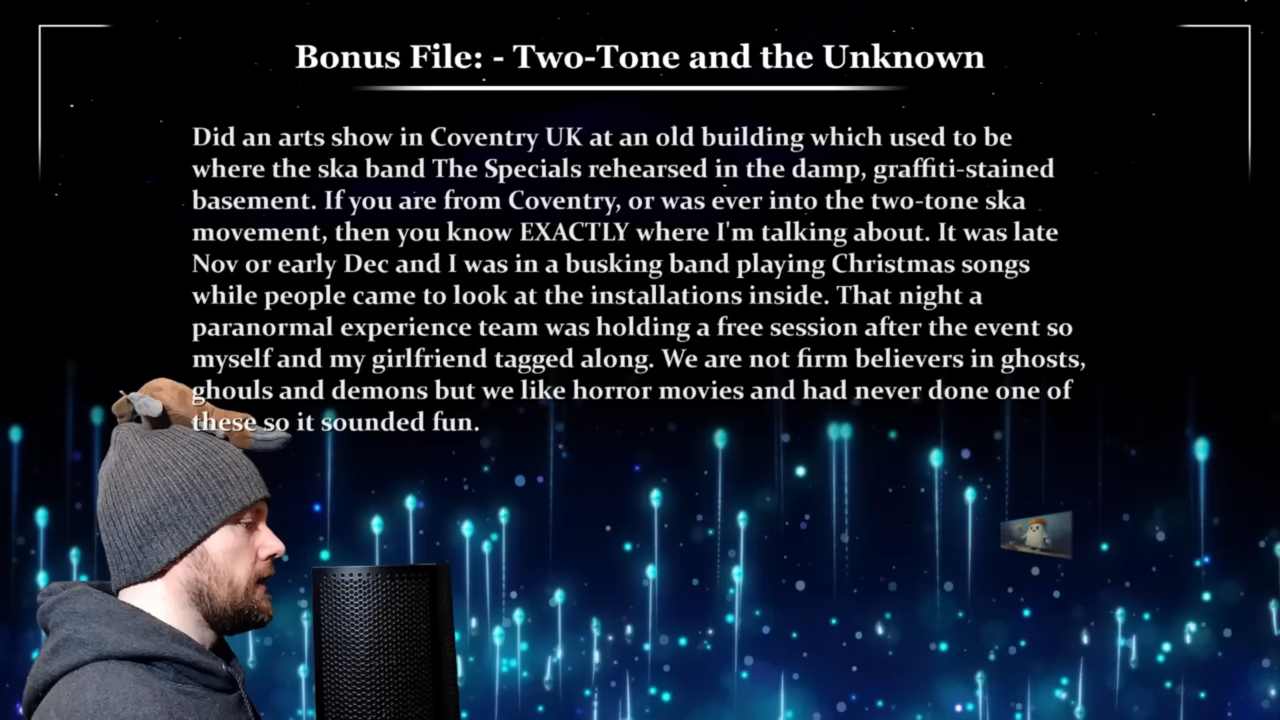 Bonus File: - Two-Tone and the Unknown
Did an arts show in Coventry UK at an old building which used to be
where the ska band The Specials rehearsed in the damp, graffiti-stained
basement. If you are from Coventry, or was ever into the two-tone ska
movement, then you know EXACTLY where I'm talking about. It was late
Nov or early Dec and I was in a busking band playing Christmas songs
while people came to look at the installations inside. That night a
paranormal experience team was holding a free session after the event so
myself and my girlfriend tagged along. We are not firm believers in ghosts,
ghouls and demons but we like horror movies and had never done one of
these so it sounded fun.